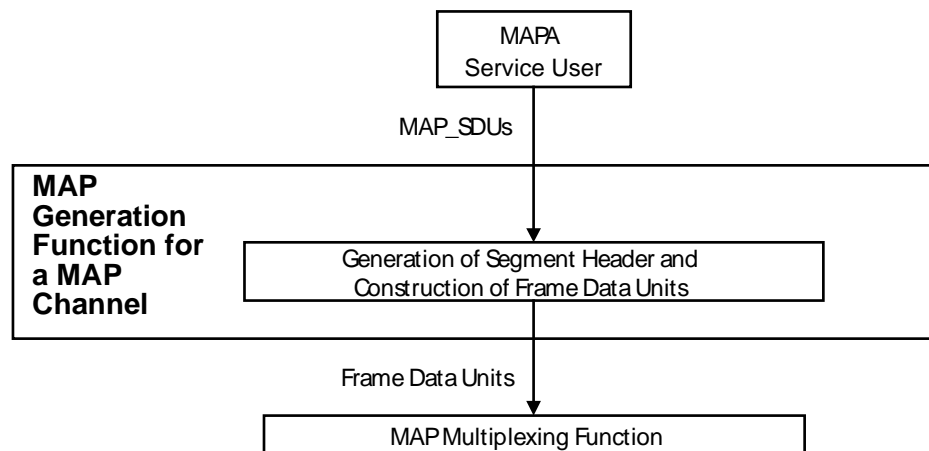 MAPA
Service User
MAP_SDUs
MAP
Generation
Function for
a MAP
Channel
Generation of Segment Header and
Construction of Frame Data Units
Frame Data Units
MAP Multiplexing Function